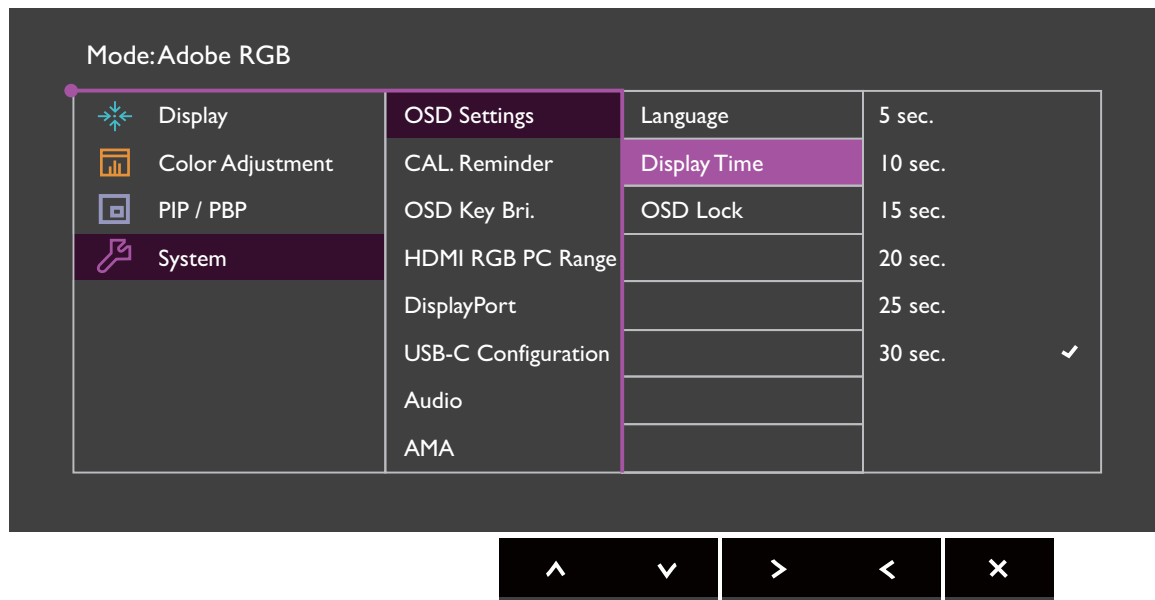 Mode: Adobe RGB
Display
Color Adjustment
PIP / PBP
System
OSD Settings
CAL. Reminder
OSD Key Bri.
HDMI RGB PC Range
DisplayPort
USB-C Configuration
Audio
AMA
Language
Display Time
OSD Lock
5 sec.
10 sec.
15 sec.
20 sec.
25 sec.
30 sec.